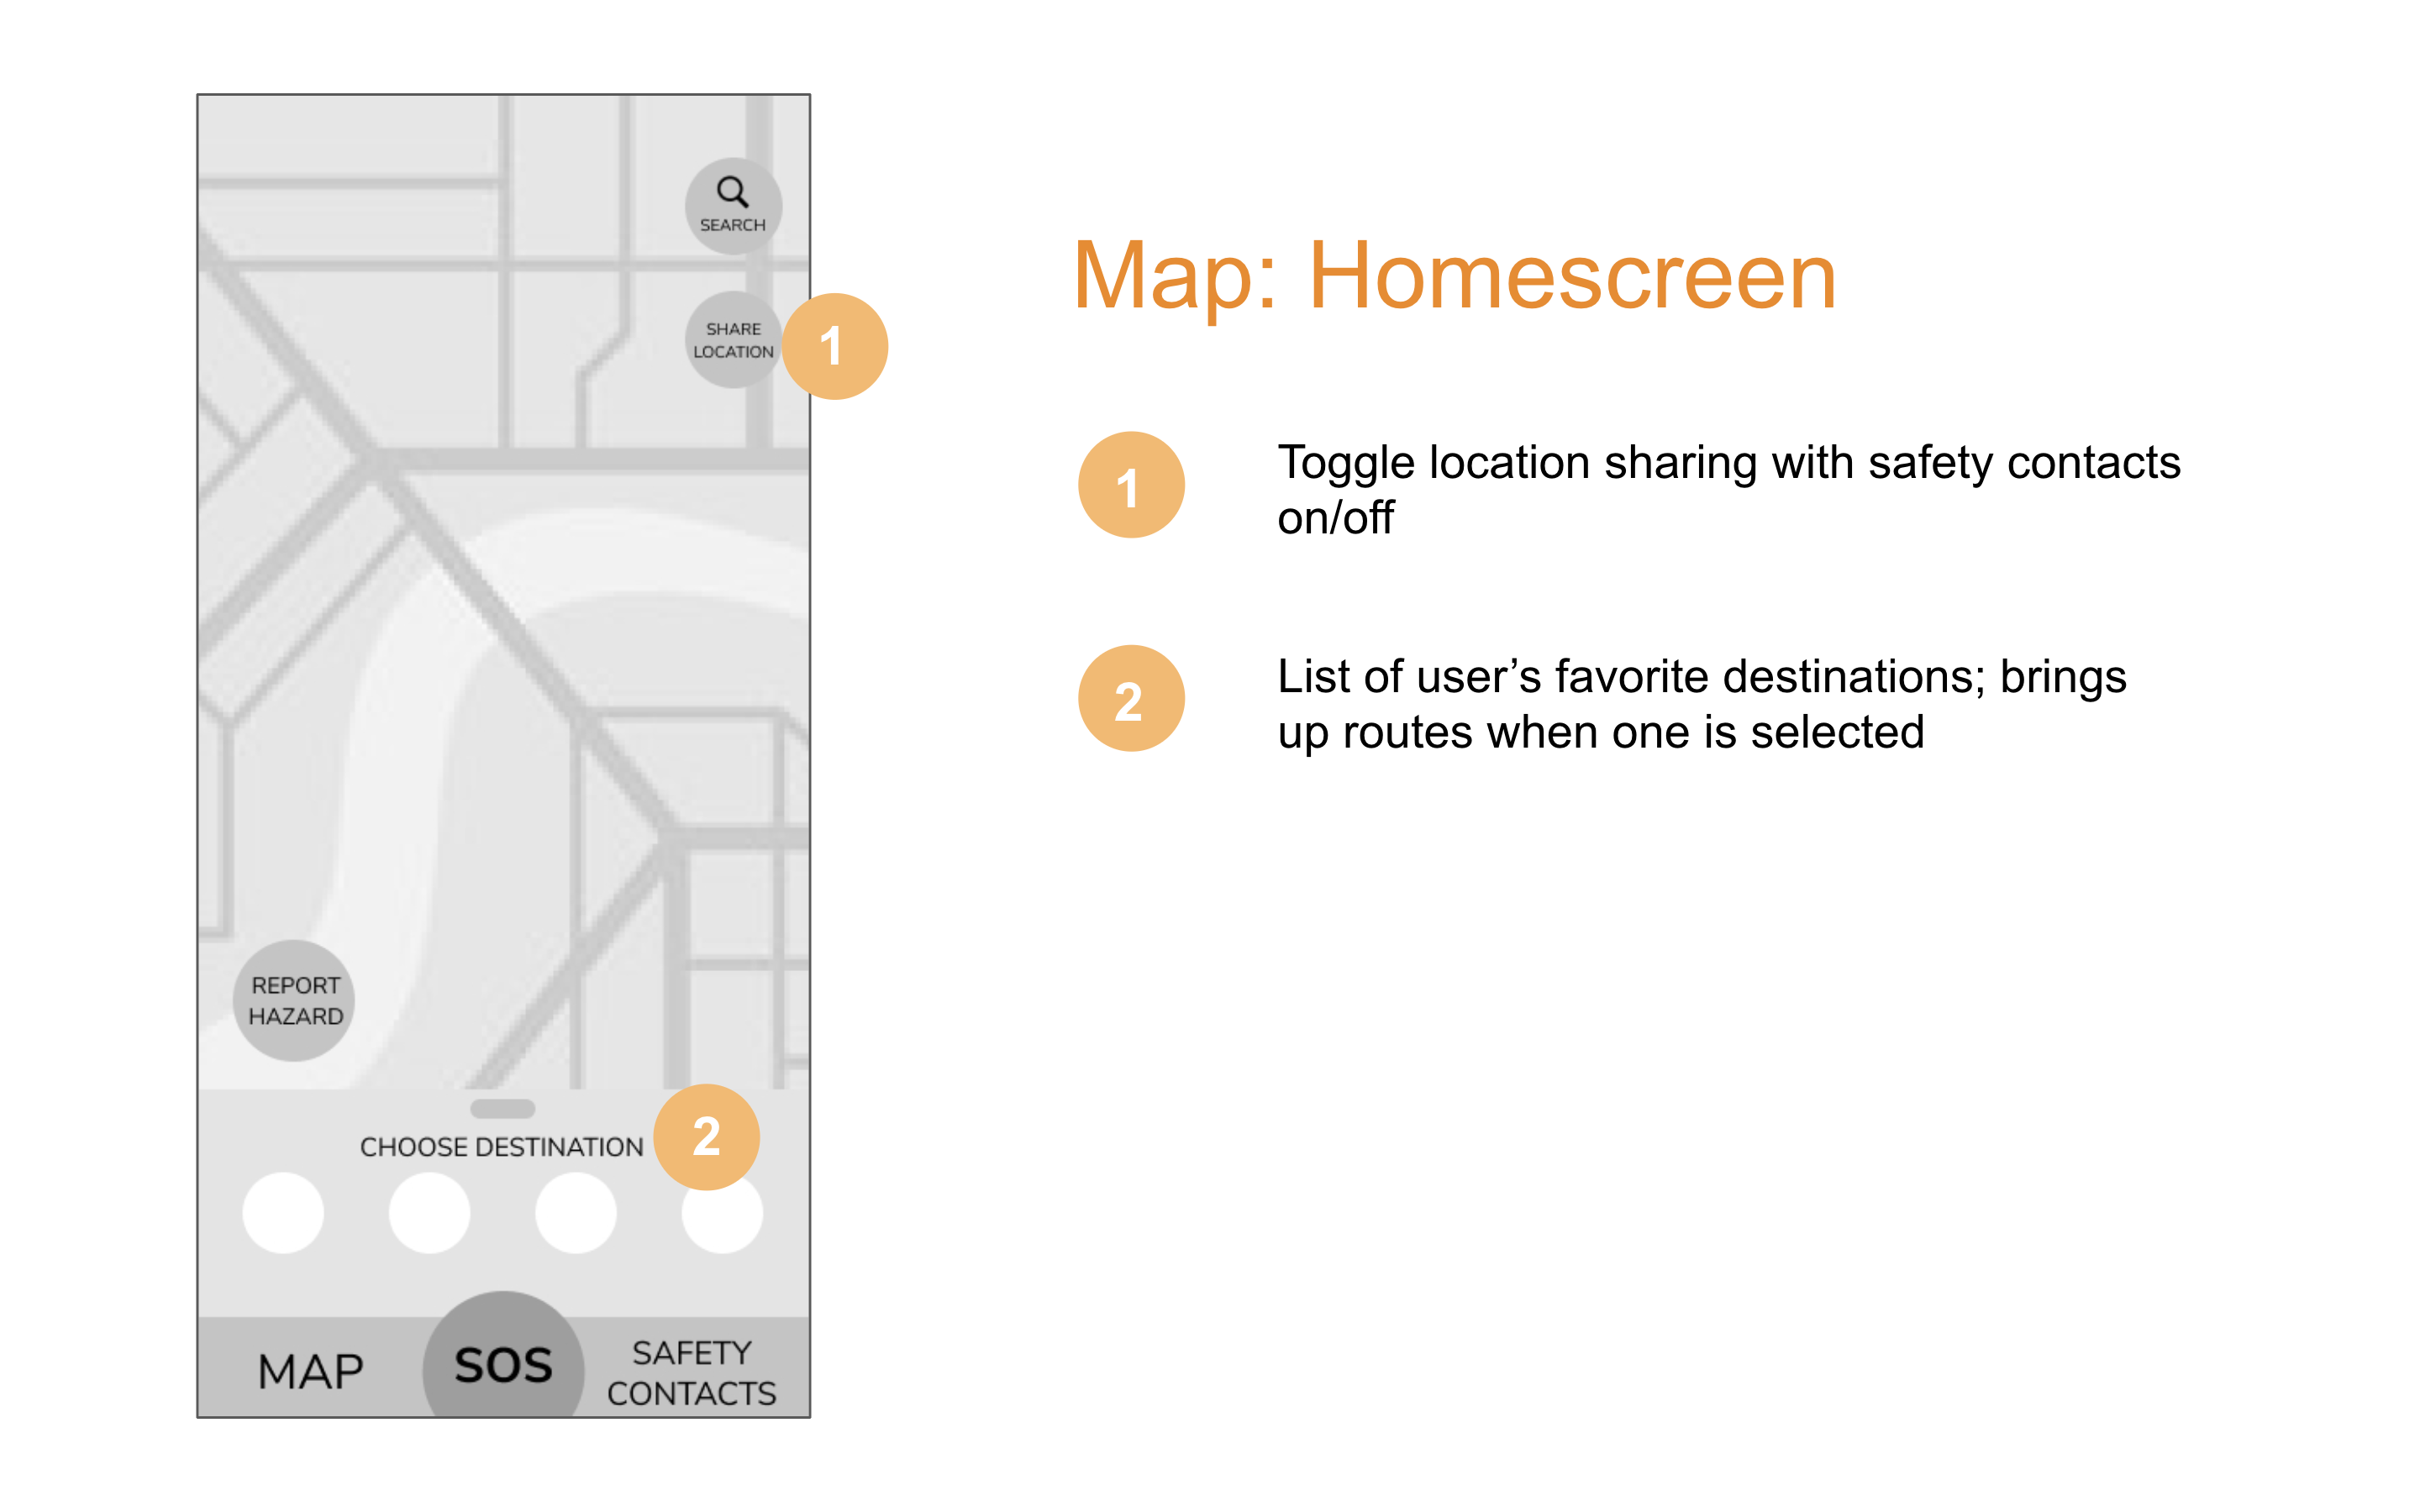 SEARCH
SHARE
LOCATION
1
REPORT
HAZARD
CHOOSE DESTINATION
2
MAP
SOS
SAFETY
CONTACTS
Map: Homescreen
1
Toggle location sharing with safety contacts
on/off
2
List of user’s favorite destinations; brings
up routes when one is selected